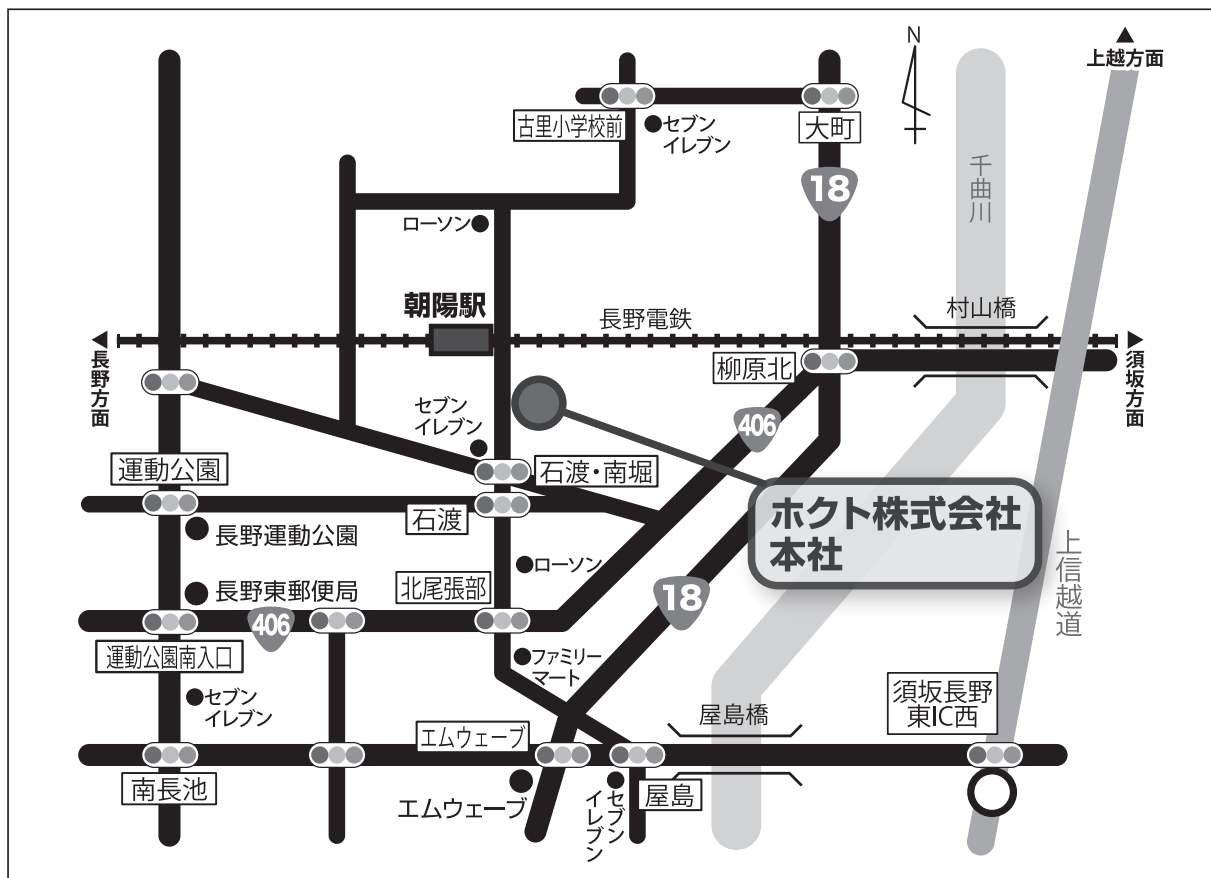 N
上越方面
古里小学校前
セブン
イレブン
大町
18
千曲川
ローソン
朝陽駅
長野電鉄
村山橋
長野方面
須坂方面
柳原北
セブン
イレブン
406
運動公園
石渡・南堀
石渡
長野運動公園
ホクト株式会社
本社
長野東郵便局
北尾張部
ローソン
18
上信越道
406
運動公園南入口
ファミリー
マート
セブン
イレブン
須坂長野
東IC西
エムウェーブ
屋島橋
南長池
エムウェーブ
セブン
イレブン
屋島